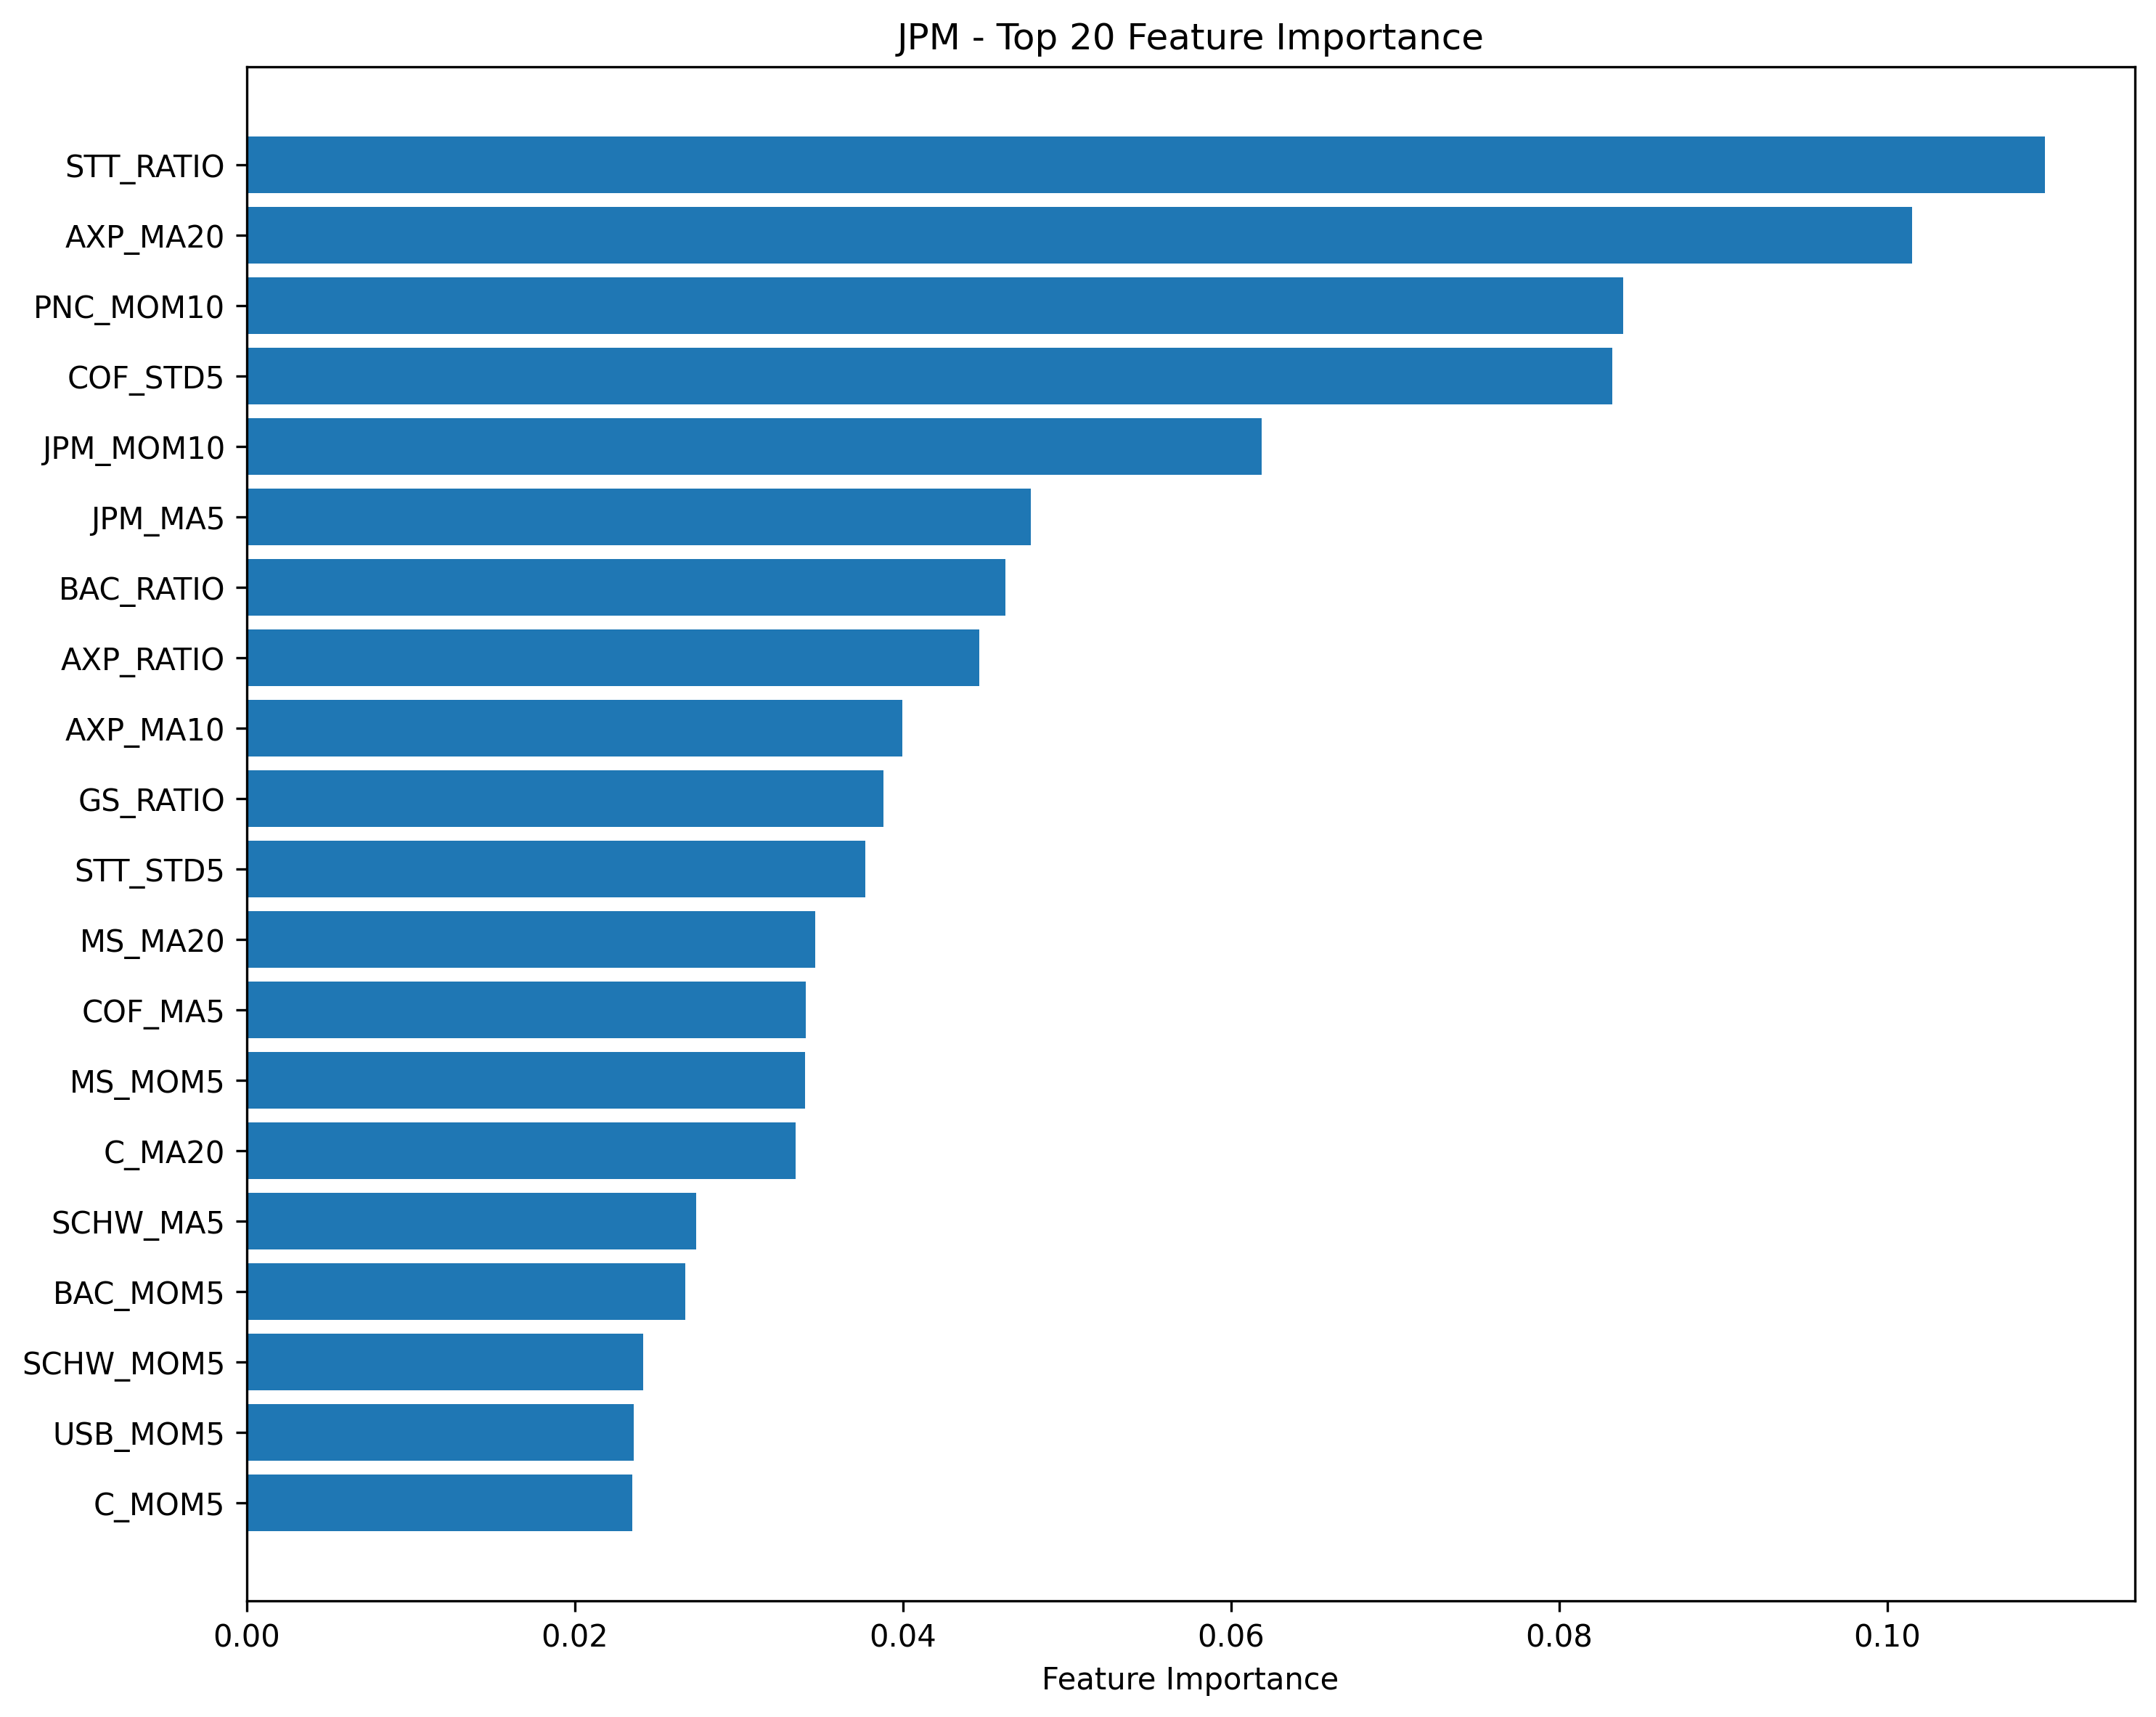 JPM - Top 20 Feature Importance
STT_RATIO
AXP_MA20
PNC_MOM10
COF_STD5
JPM_MOM10
JPM_MA5
BAC_RATIO
AXP_RATIO
AXP_MA10
GS_RATIO
STT_STD5
MS_MA20
COF_MA5
MS_MOM5
C_MA20
SCHW_MA5
BAC_MOM5
SCHW_MOM5
USB_MOM5
C_MOM5
0.00 0.02 0.04 0.06 0.08 0.10
Feature Importance